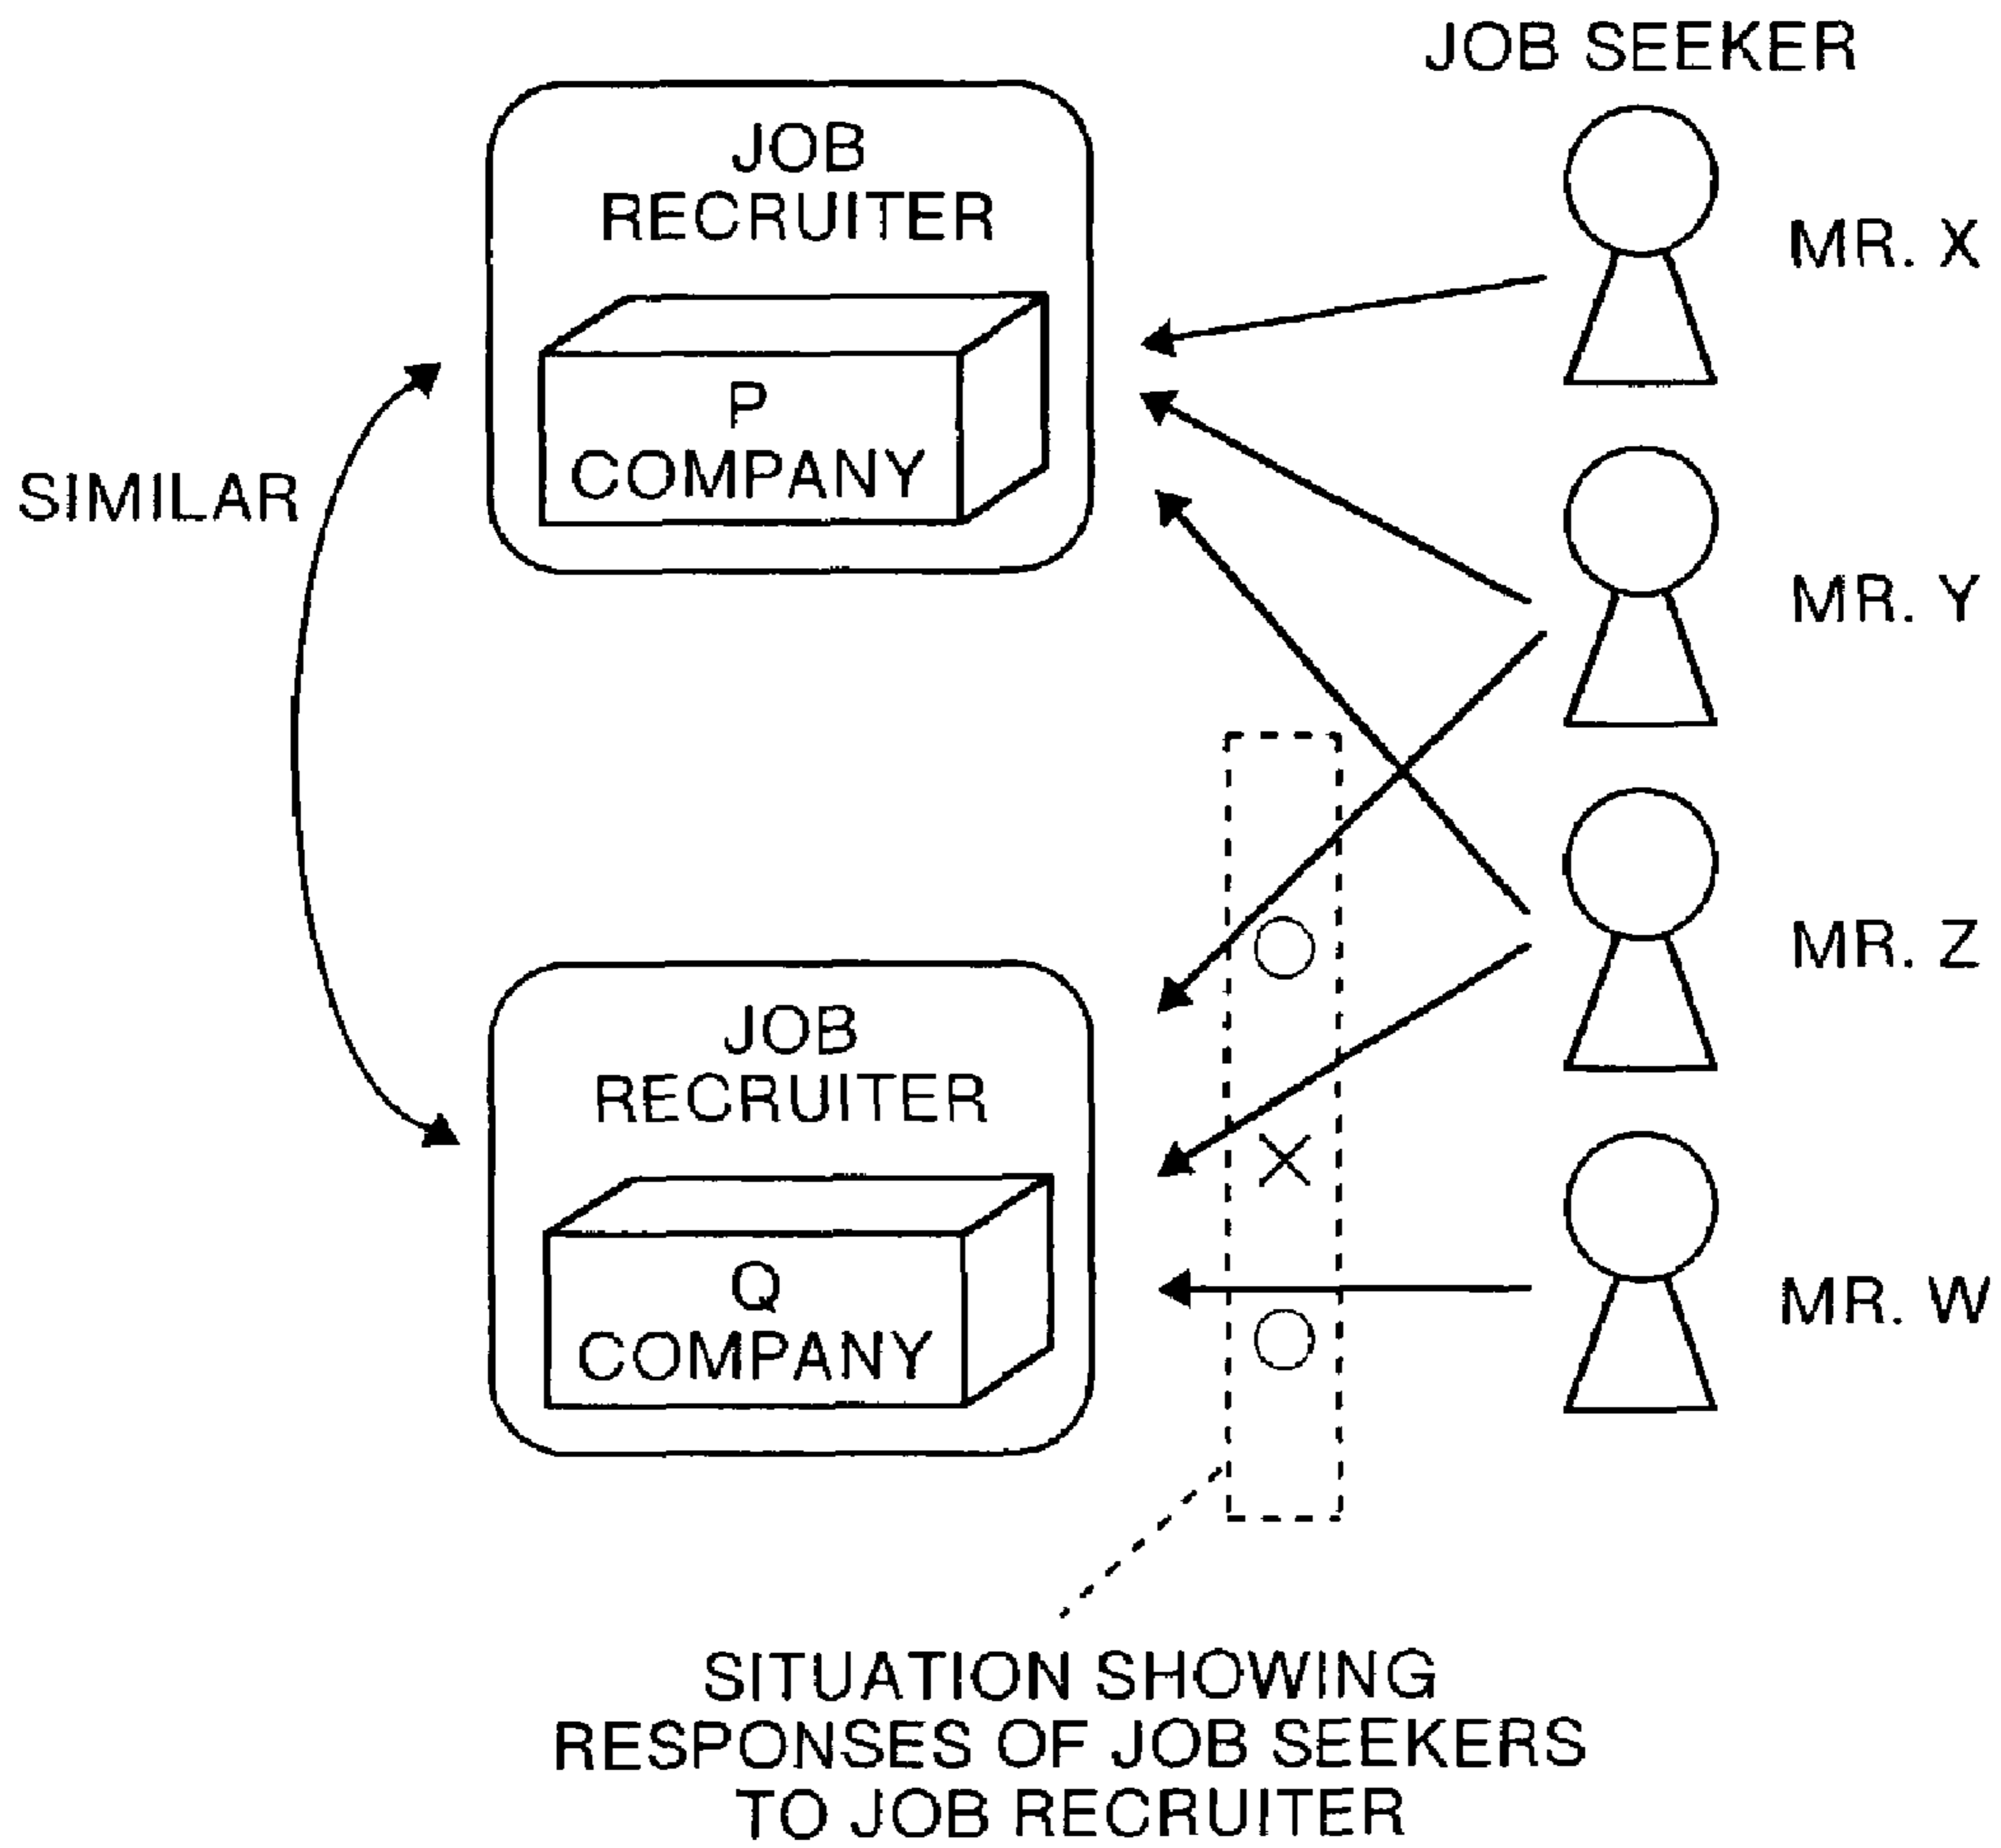 JOB SEEKER
JOB
RECRUITER
MR. X
P
COMPANY
SIMILAR
MR. Y
MR. Z
JOB
RECRUITER
X
Q
COMPANY
MR. W
SITUATION SHOWING
RESPONSES OF JOB SEEKERS
TO JOB RECRUITER